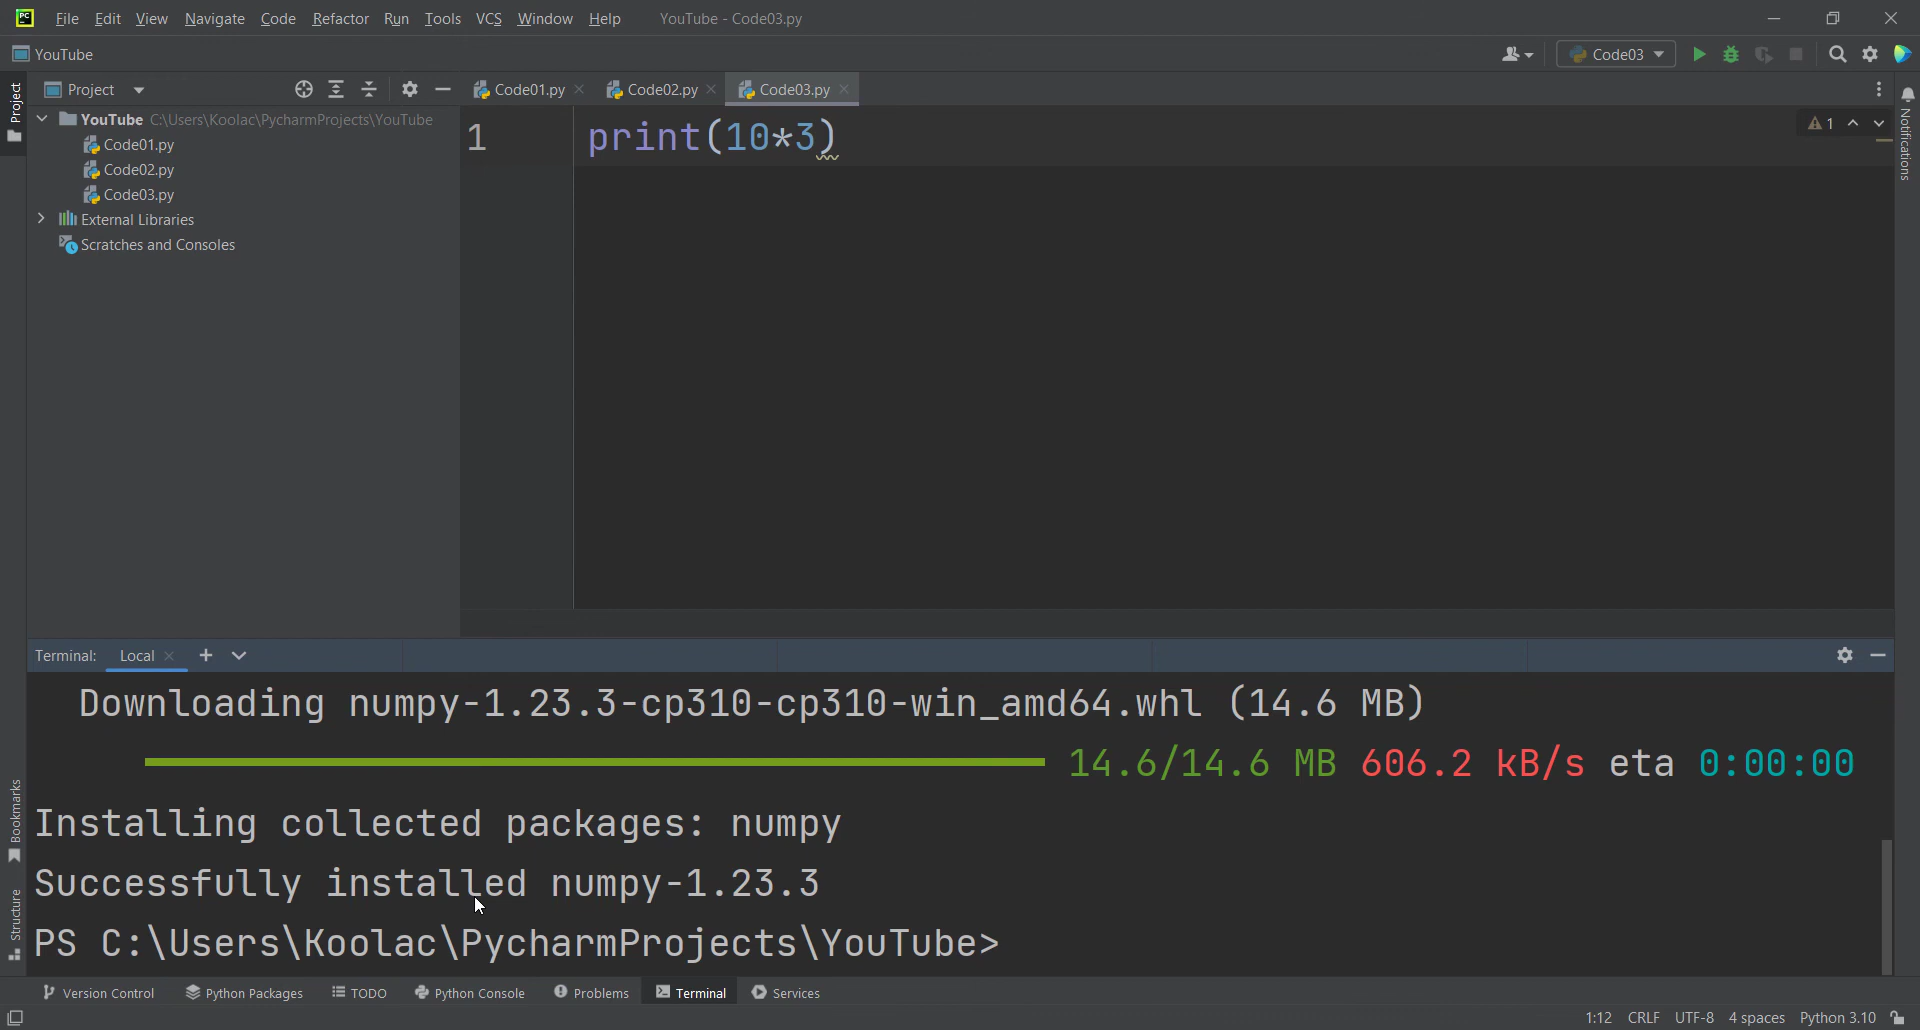 PC File Edit View Navigate Code Refactor Run Tools VCS Window Help YouTube - Code03.py
YouTube Code03
Project
Project
Code01.py Code02.py Code03.py
YouTube C:\Users\Koolac\PycharmProjects\YouTube
Code01.py
Code02.py
Code03.py
External Libraries
Scratches and Consoles
1 print(10*3)
1
Notifications
Terminal: Local
Downloading numpy-1.23.3-cp310-cp310-win_amd64.whl (14.6 MB)
14.6/14.6 MB 606.2 kB/s eta 0:00:00
Installing collected packages: numpy
Successfully installed numpy-1.23.3
PS C:\Users\Koolac\PycharmProjects\YouTube>
Bookmarks
Structure
Version Control Python Packages TODO Python Console Problems Terminal Services
1:12 CRLF UTF-8 4 spaces Python 3.10